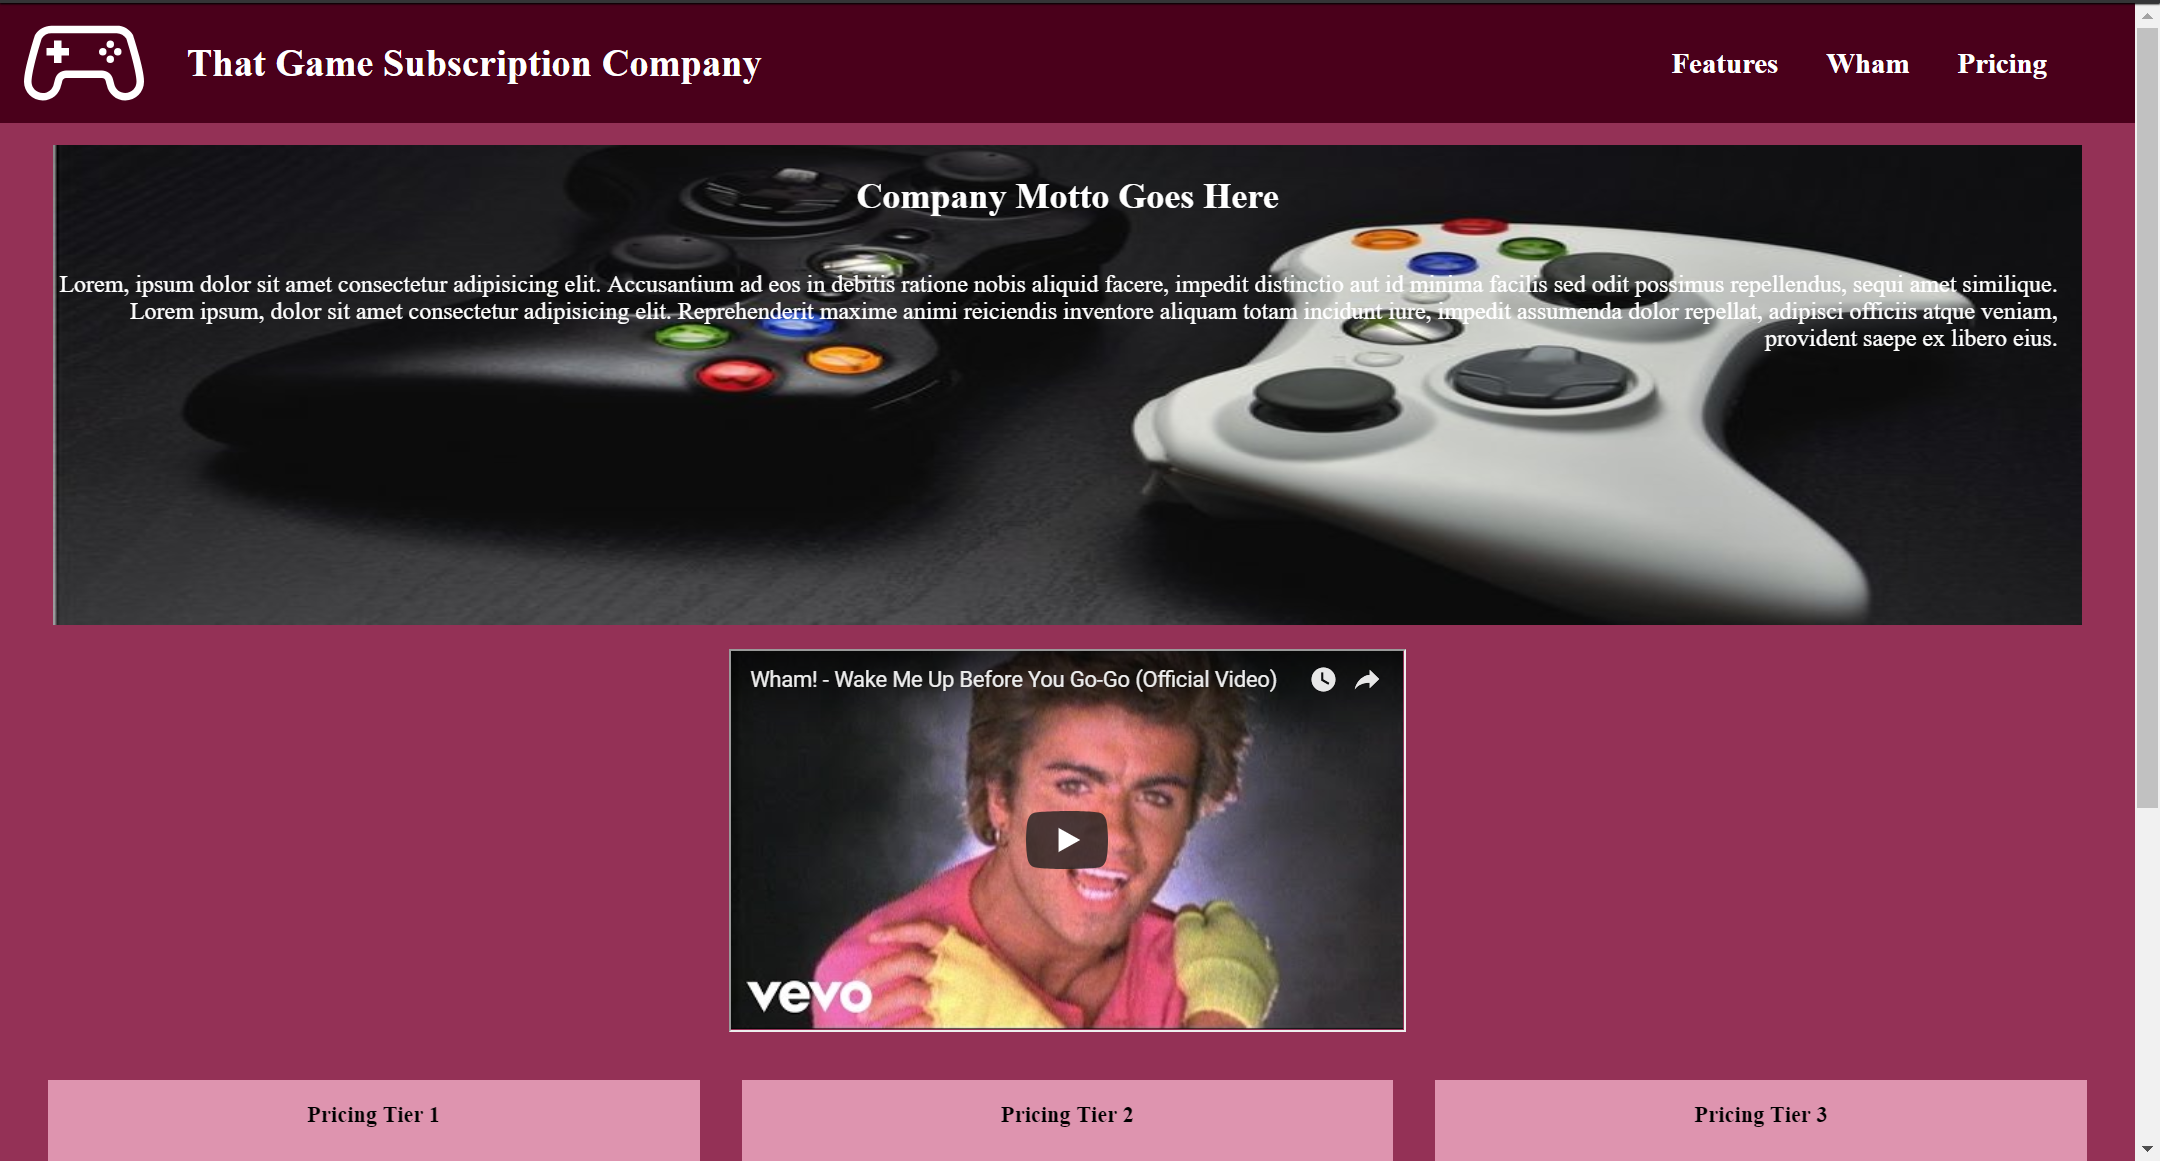 That Game Subscription Company
Features Wham Pricing
Company Motto Goes Here
Lorem, ipsum dolor sit amet consectetur adipisicing elit. Accusantium ad eos in debitis ratione nobis aliquid facere, impedit distinctio aut id minima facilis sed odit possimus repellendus, sequi amet similique.
Lorem ipsum, dolor sit amet consectetur adipisicing elit. Reprehenderit maxime animi reiciendis inventore aliquam totam incidunt iure, impedit assumenda dolor repellat, adipisci officiis atque veniam,
provident saepe ex libero eius.
Wham! - Wake Me Up Before You Go-Go (Official Video)
vevo
Pricing Tier 1
Pricing Tier 2
Pricing Tier 3